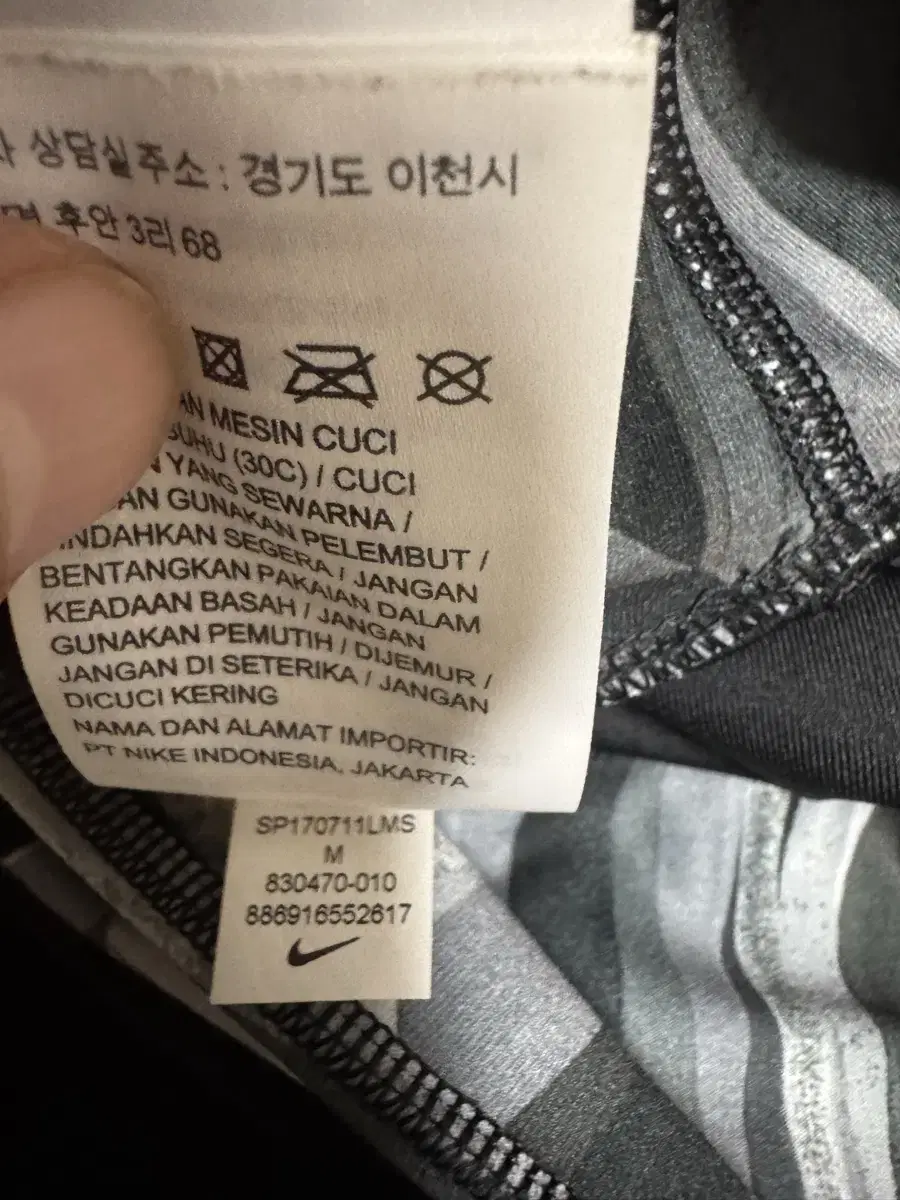 상담실주소 : 경기도 이천시
후안 3리 68
MESIN CUCI
(30C) / CUCI
YANG SEWARNA /
GUNAKAN PELEMBUT /
SEGERA / JANGAN
BENTANGKAN PAKAIAN DALAM
KEADAAN BASAH / JANGAN
GUNAKAN PEMUTIH / DIJEMUR /
JANGAN DI SETERIKA / JANGAN
DICUCI KERING
NAMA DAN ALAMAT IMPORTIR:
PT NIKE INDONESIA, JAKARTA
SP170711LMS
M
830470-010
886916552617